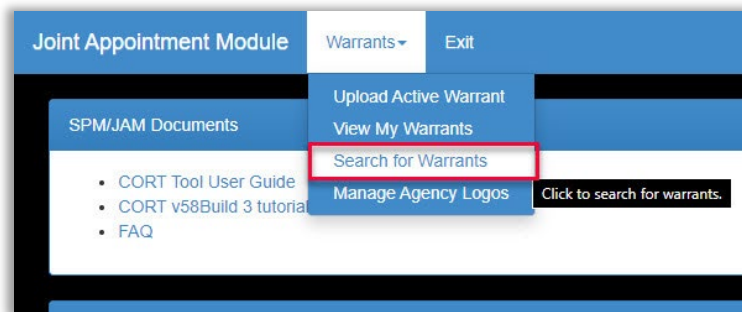 Joint Appointment Module Warrants Exit
Upload Active Warrant
SPM/JAM Documents
View My Warrants
Search for Warrants
CORT Tool User Guide
Manage Agency Logos Click to search for warrants.
CORT v58Build 3 tutorial
FAQ